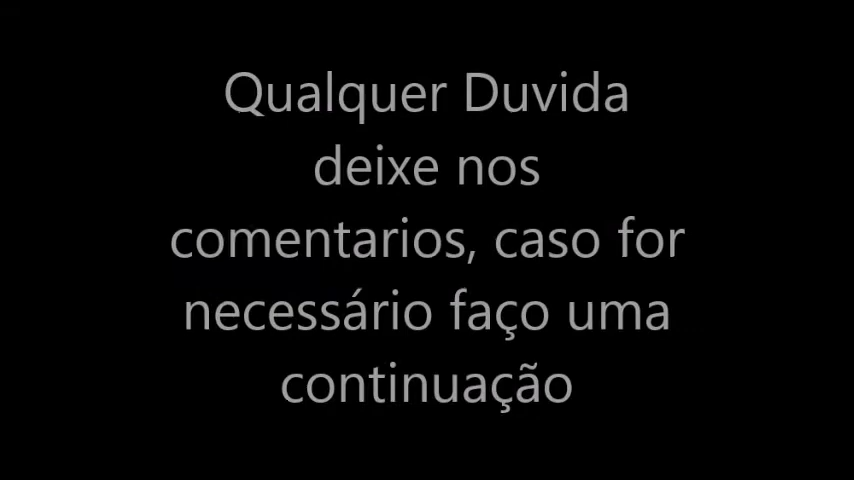 Qualquer Duvida
deixe nos
comentarios, caso for
necessário faço uma
continuação